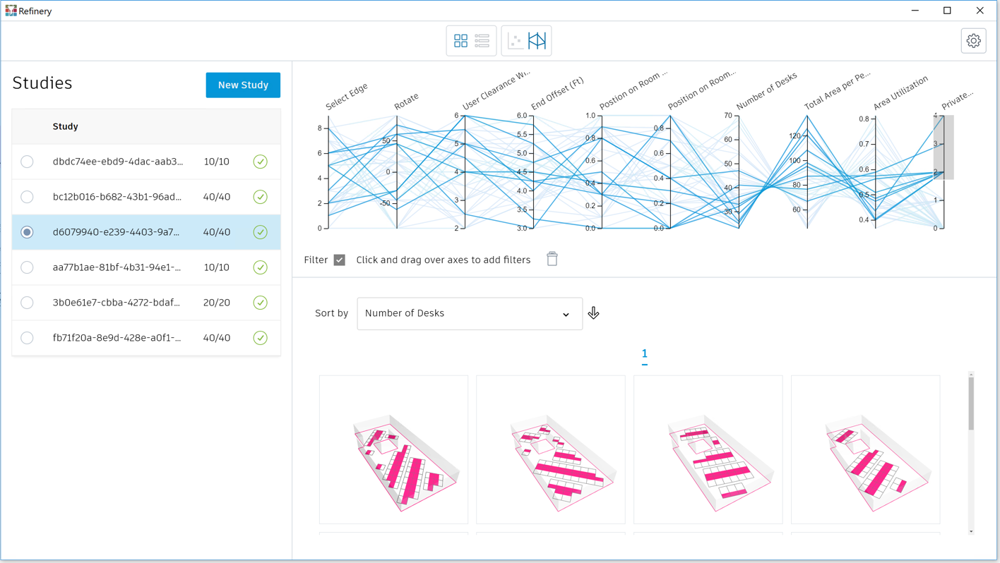 Refinery
Studies
New Study
Study
dbdc74ee-ebd9-4dac-aab3... 10/10
bc12b016-b682-43b1-96ad... 40/40
d6079940-e239-4403-9a7... 40/40
aa77b1ae-81bf-4b31-94e1-... 10/10
3b0e61e7-cbba-4272-bdaf... 20/20
fb71f20a-8e9d-428e-a0f1-... 40/40
Select Edge
8
6
4
2
0
Rotate
50
0
-50
User Clearance Wi...
6
5
4
3
2
End Offset (Ft)
6.0
5.5
5.0
4.5
4.0
3.5
3.0
Postion on Room ...
1.0
0.8
0.6
0.4
0.2
0.0
Position on Room...
0.8
0.6
0.4
0.2
0.0
Number of Desks
70
60
50
40
30
Total Area per Pe...
120
100
80
60
Area Utilization
0.8
0.7
0.6
0.5
0.4
Private...
4
3
2
1
0
Filter Click and drag over axes to add filters
Sort by Number of Desks
1